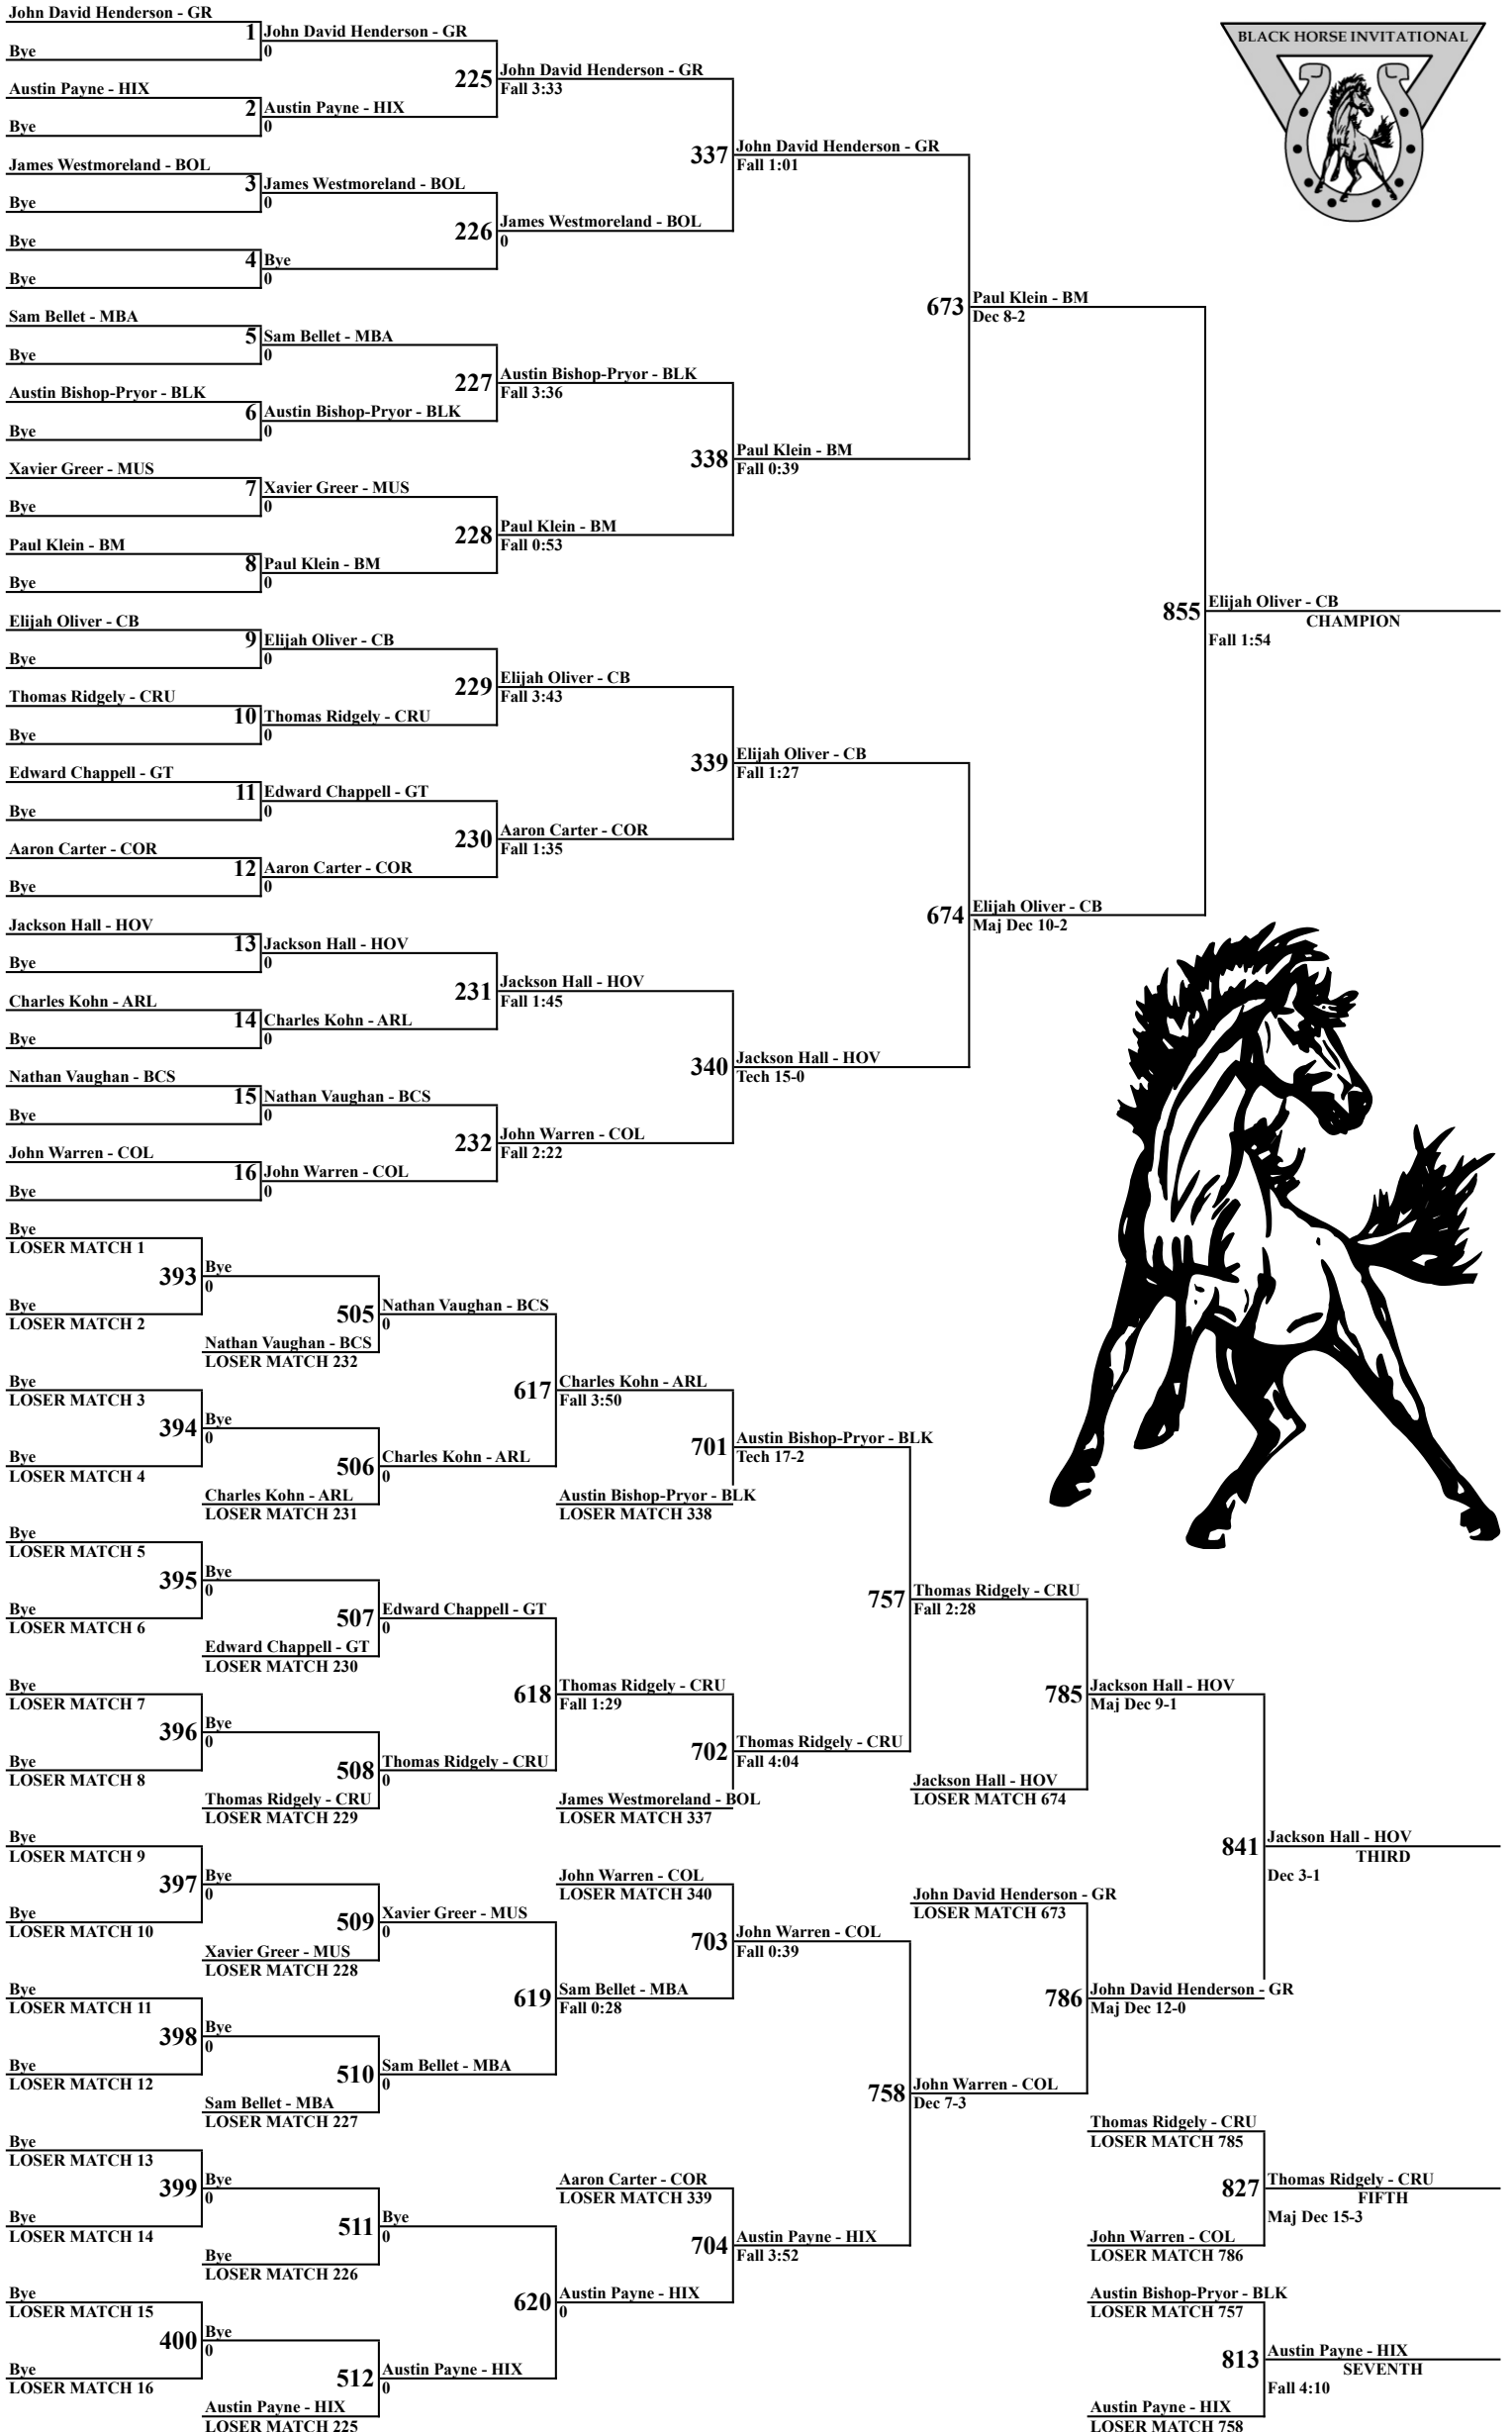 John David Henderson - GR
1
John David Henderson - GR
Bye
0
225
John David Henderson - GR
Fall 3:33
Austin Payne - HIX
2
Austin Payne - HIX
Bye
0
337
John David Henderson - GR
Fall 1:01
James Westmoreland - BOL
3
James Westmoreland - BOL
Bye
0
226
James Westmoreland - BOL
0
Bye
4
Bye
Bye
0
673
Paul Klein - BM
Dec 8-2
Sam Bellet - MBA
5
Sam Bellet - MBA
Bye
0
227
Austin Bishop-Pryor - BLK
Fall 3:36
Austin Bishop-Pryor - BLK
6
Austin Bishop-Pryor - BLK
Bye
0
338
Paul Klein - BM
Fall 0:39
Xavier Greer - MUS
7
Xavier Greer - MUS
Bye
0
228
Paul Klein - BM
Fall 0:53
Paul Klein - BM
8
Paul Klein - BM
Bye
0
855
Elijah Oliver - CB
CHAMPION
Fall 1:54
Elijah Oliver - CB
9
Elijah Oliver - CB
Bye
0
229
Elijah Oliver - CB
Fall 3:43
Thomas Ridgely - CRU
10
Thomas Ridgely - CRU
Bye
0
339
Elijah Oliver - CB
Fall 1:27
Edward Chappell - GT
11
Edward Chappell - GT
Bye
0
230
Aaron Carter - COR
Fall 1:35
Aaron Carter - COR
12
Aaron Carter - COR
Bye
0
674
Elijah Oliver - CB
Maj Dec 10-2
Jackson Hall - HOV
13
Jackson Hall - HOV
Bye
0
231
Jackson Hall - HOV
Fall 1:45
Charles Kohn - ARL
14
Charles Kohn - ARL
Bye
0
340
Jackson Hall - HOV
Tech 15-0
Nathan Vaughan - BCS
15
Nathan Vaughan - BCS
Bye
0
232
John Warren - COL
Fall 2:22
John Warren - COL
16
John Warren - COL
Bye
0
BLACK HORSE INVITATIONAL
Bye
LOSER MATCH 1
393
Bye
0
Bye
LOSER MATCH 2
505
Nathan Vaughan - BCS
0
Nathan Vaughan - BCS
LOSER MATCH 232
617
Charles Kohn - ARL
Fall 3:50
Bye
LOSER MATCH 3
394
Bye
0
Bye
LOSER MATCH 4
506
Charles Kohn - ARL
0
Charles Kohn - ARL
LOSER MATCH 231
701
Austin Bishop-Pryor - BLK
Tech 17-2
Austin Bishop-Pryor - BLK
LOSER MATCH 338
Bye
LOSER MATCH 5
395
Bye
0
Bye
LOSER MATCH 6
507
Edward Chappell - GT
0
Edward Chappell - GT
LOSER MATCH 230
757
Thomas Ridgely - CRU
Fall 2:28
618
Thomas Ridgely - CRU
Fall 1:29
Bye
LOSER MATCH 7
396
Bye
0
Bye
LOSER MATCH 8
508
Thomas Ridgely - CRU
0
Thomas Ridgely - CRU
LOSER MATCH 229
702
Thomas Ridgely - CRU
Fall 4:04
James Westmoreland - BOL
LOSER MATCH 337
785
Jackson Hall - HOV
Maj Dec 9-1
Jackson Hall - HOV
LOSER MATCH 674
841
Jackson Hall - HOV
THIRD
Dec 3-1
Bye
LOSER MATCH 9
397
Bye
0
Bye
LOSER MATCH 10
509
Xavier Greer - MUS
0
Xavier Greer - MUS
LOSER MATCH 228
John Warren - COL
LOSER MATCH 340
703
John Warren - COL
Fall 0:39
John David Henderson - GR
LOSER MATCH 673
619
Sam Bellet - MBA
Fall 0:28
786
John David Henderson - GR
Maj Dec 12-0
Bye
LOSER MATCH 11
398
Bye
0
Bye
LOSER MATCH 12
510
Sam Bellet - MBA
0
Sam Bellet - MBA
LOSER MATCH 227
758
John Warren - COL
Dec 7-3
Bye
LOSER MATCH 13
399
Bye
0
Bye
LOSER MATCH 14
511
Bye
0
Bye
LOSER MATCH 226
Aaron Carter - COR
LOSER MATCH 339
704
Austin Payne - HIX
Fall 3:52
620
Austin Payne - HIX
0
Bye
LOSER MATCH 15
400
Bye
0
Bye
LOSER MATCH 16
512
Austin Payne - HIX
0
Austin Payne - HIX
LOSER MATCH 225
Thomas Ridgely - CRU
LOSER MATCH 785
827
Thomas Ridgely - CRU
FIFTH
Maj Dec 15-3
John Warren - COL
LOSER MATCH 786
Austin Bishop-Pryor - BLK
LOSER MATCH 757
813
Austin Payne - HIX
SEVENTH
Fall 4:10
Austin Payne - HIX
LOSER MATCH 758